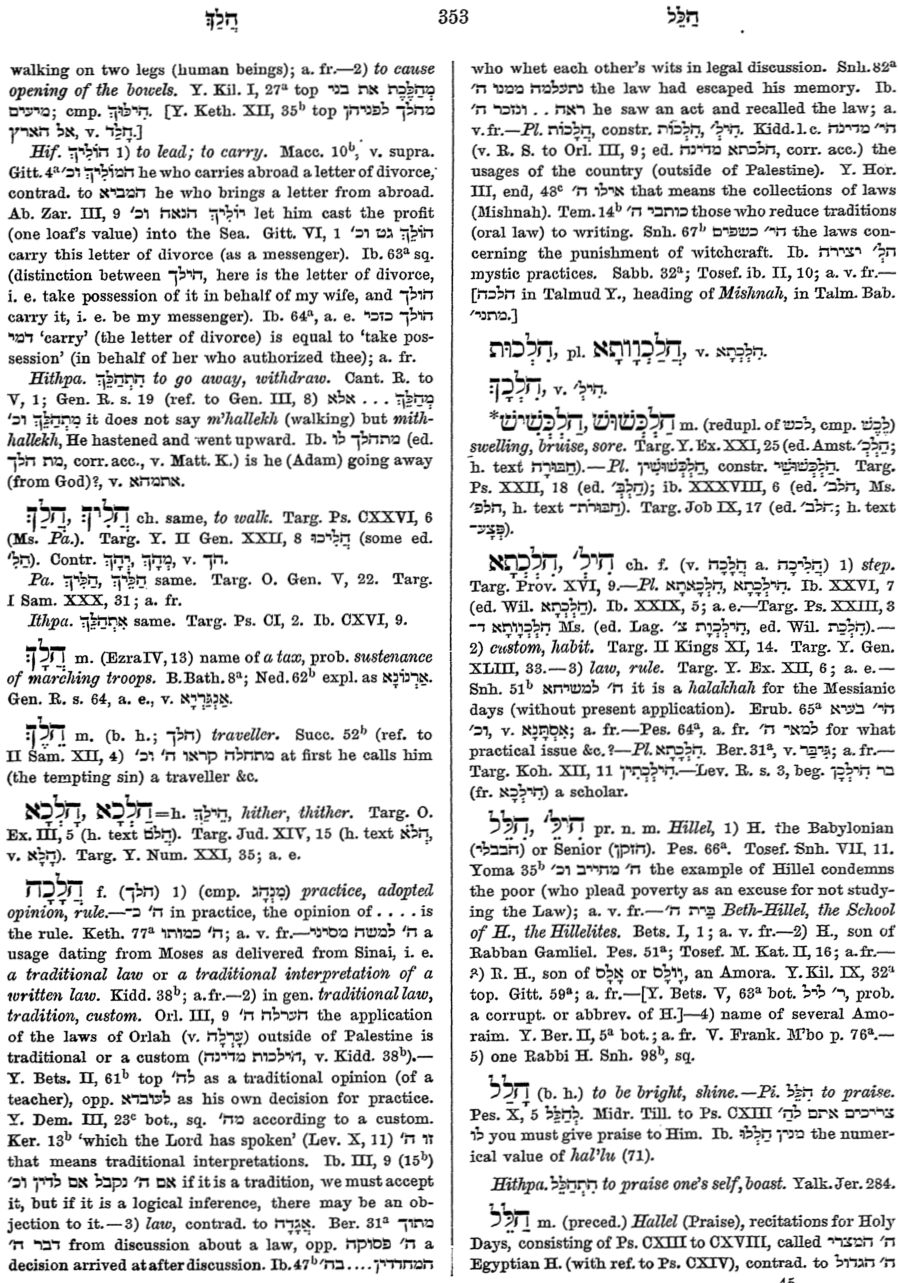 הֲלַךְ 353 הַלֵּל
walking on two legs (human beings); a. fr.—2) to cause
opening of the bowels. Y. Kil. I, 27ᵃ top מְהַלֶּכֶת את בני
מיעים; cmp. הִילּוּךְ. [Y. Keth. XII, 35ᵇ top מהלך לפניהן
אל הארץ, v. הָלַד.]
Hif. הוֹלִיךְ 1) to lead; to carry. Macc. 10ᵇ, v. supra.
Gitt. 4ᵃ המוֹלִיךְ וכ׳ he who carries abroad a letter of divorce,
contrad. to המביא he who brings a letter from abroad.
Ab. Zar. III, 9 יוֹלִיךְ הנאה וכ׳ let him cast the profit
(one loaf's value) into the Sea. Gitt. VI, 1 הוֹלֵךְ גט וכ׳
carry this letter of divorce (as a messenger). Ib. 63ᵃ sq.
(distinction between הילך, here is the letter of divorce,
i. e. take possession of it in behalf of my wife, and הולך
carry it, i. e. be my messenger). Ib. 64ᵃ, a. e. הולך כזכי
דמי 'carry' (the letter of divorce) is equal to 'take pos-
session' (in behalf of her who authorized thee); a. fr.
Hithpa. הִתְהַלֵּךְ to go away, withdraw. Cant. R. to
V, 1; Gen. R. s. 19 (ref. to Gen. III, 8) מְהַלֵּךְ . . . אלא
מִתְהַלֵּךְ וכ׳ it does not say m'hallekh (walking) but mith-
hallekh, He hastened and went upward. Ib. מתהלך לו (ed.
מת הלך, corr. acc., v. Matt. K.) is he (Adam) going away
(from God)?, v. אתמהא.
הֲלַךְ, הֲלִיךְ ch. same, to walk. Targ. Ps. CXXVI, 6
(Ms. Pa.). Targ. Y. II Gen. XXII, 8 הֲלִיכוּ (some ed.
הַלִּ׳). Contr. מְהָךְ, יְהָךְ, v. הך.
Pa. הַלֵּיךְ, הַלִּיךְ same. Targ. O. Gen. V, 22. Targ.
I Sam. XXX, 31; a. fr.
Ithpa. אִתְהַלֵּךְ same. Targ. Ps. CI, 2. Ib. CXVI, 9.
הֲלָךְ m. (Ezra IV, 13) name of a tax, prob. sustenance
of marching troops. B. Bath. 8ᵃ; Ned. 62ᵇ expl. as אַרְנוֹנָא.
Gen. R. s. 64, a. e., v. אַנְגַּרְיָא.
הֵלֶךְ m. (b. h.; הלך) traveller. Succ. 52ᵇ (ref. to
II Sam. XII, 4) מתחלה קראו ה׳ וכ׳ at first he calls him
(the tempting sin) a traveller &c.
הָלְכָא, הַלְכָא=h. הֵילַךְ, hither, thither. Targ. O.
Ex. III, 5 (h. text הֲלֹם). Targ. Jud. XIV, 15 (h. text הלא,
v. הָלָא). Targ. Y. Num. XXI, 35; a. e.
הֲלָכָה f. (הלך) 1) (cmp. מִנְהָג) practice, adopted
opinion, rule.—ה׳ כ־ in practice, the opinion of . . . . is
the rule. Keth. 77ᵃ ה׳ כמותו; a. v. fr.—ה׳ למשה מסיני a
usage dating from Moses as delivered from Sinai, i. e.
a traditional law or a traditional interpretation of a
written law. Kidd. 38ᵇ; a. fr.—2) in gen. traditional law,
tradition, custom. Orl. III, 9 הערלה ה׳ the application
of the laws of Orlah (v. עָרְלָה) outside of Palestine is
traditional or a custom (הילכות מדינה, v. Kidd. 38ᵇ).—
Y. Bets. II, 61ᵇ top לה׳ as a traditional opinion (of a
teacher), opp. לעובדא as his own decision for practice.
Y. Dem. III, 23ᶜ bot., sq. מה׳ according to a custom.
Ker. 13ᵇ 'which the Lord has spoken' (Lev. X, 11) זו ה׳
that means traditional interpretations. Ib. III, 9 (15ᵇ)
אם ה׳ נקבל אם לדין וכ׳ if it is a tradition, we must accept
it, but if it is a logical inference, there may be an ob-
jection to it.—3) law, contrad. to אֲגָדָה. Ber. 31ᵃ מתוך
דבר ה׳ from discussion about a law, opp. ה׳ פסוקה a
decision arrived at after discussion. Ib. 47ᵇ המחדדין....בה׳
who whet each other's wits in legal discussion. Snh. 82ᵃ
נתעלמה ממנו ה׳ the law had escaped his memory. Ib.
ראה . . ונזכר ה׳ he saw an act and recalled the law; a.
v. fr.—Pl. הֲלָכוֹת, constr. הִלְכוֹת, הִילְ׳. Kidd. l. c. הי׳ מדינה
(v. R. S. to Orl. III, 9; ed. הלכתא מדינה, corr. acc.) the
usages of the country (outside of Palestine). Y. Hor.
III, end, 48ᶜ אילו ה׳ that means the collections of laws
(Mishnah). Tem. 14ᵇ כותבי ה׳ those who reduce traditions
(oral law) to writing. Snh. 67ᵇ הי׳ כשפים the laws con-
cerning the punishment of witchcraft. Ib. הל׳ יצירה
mystic practices. Sabb. 32ᵃ; Tosef. ib. II, 10; a. v. fr.—
[הלכה in Talmud Y., heading of Mishnah, in Talm. Bab.
מתני׳.]
הִלְכוּת, pl. הֲלַכְוָותָא, v. הִלְכְתָא.
הִלְכָךְ, v. הִילְ׳.
*הַלְכְּשׁוּשׁ, הַלְכְּשִׁישׁ m. (redupl. of לכש, cmp. לָכַשׁ)
swelling, bruise, sore. Targ. Y. Ex. XXI, 25 (ed. Amst. הֲלְכְ׳;
h. text חַבּוּרָה).—Pl. הַלְכְּשׁוּשִׁין, constr. הַלְכְּשׁוּשֵׁי. Targ.
Ps. XXII, 18 (ed. הַלְבְּ׳); ib. XXXVIII, 6 (ed. הלב׳, Ms.
הלפ׳, h. text חבורת־). Targ. Job IX, 17 (ed. הלב׳; h. text
פְּצָעַ־).
הִלְכְתָא, הִילְ׳ ch. f. (v. הֲלָכָה a. הֲלִיכָה) 1) step.
Targ. Prov. XVI, 9.—Pl. הִילְכָתָא, הִלְכָאתָא. Ib. XXVI, 7
(ed. Wil. הִלְכָתָא). Ib. XXIX, 5; a. e.—Targ. Ps. XXIII, 3
הִלְכְוָותָא ד־ Ms. (ed. Lag. הִילְכְוַת צ׳, ed. Wil. הִלְכַת).—
2) custom, habit. Targ. II Kings XI, 14. Targ. Y. Gen.
XLIII, 33.—3) law, rule. Targ. Y. Ex. XII, 6; a. e.—
Snh. 51ᵇ ה׳ למשיחא it is a halakhah for the Messianic
days (without present application). Erub. 65ᵃ הי׳ בעיא
וכ׳, v. אִסְתָּנָא; a. fr.—Pes. 64ᵃ, a. fr. למאי ה׳ for what
practical issue &c.?—Pl. הִלְכָתָא. Ber. 31ᵃ, v. גִּיבַּר; a. fr.—
Targ. Koh. XII, 11 הִילְכְתִין.—Lev. R. s. 3, beg. בר הִילְכָן
(fr. הִילְכָא) a scholar.
הִלֵּל, הִילֵּ׳ pr. n. m. Hillel, 1) H. the Babylonian
(הבבלי) or Senior (הזקן). Pes. 66ᵃ. Tosef. Snh. VII, 11.
Yoma 35ᵇ ה׳ מחייב וכ׳ the example of Hillel condemns
the poor (who plead poverty as an excuse for not study-
ing the Law); a. v. fr.—בֵּית ה׳ Beth-Hillel, the School
of H., the Hillelites. Bets. I, 1; a. v. fr.—2) H., son of
Rabban Gamliel. Pes. 51ᵃ; Tosef. M. Kat. II, 16; a. fr.—
3) R. H., son of אֶלָס or וָולָס, an Amora. Y. Kil. IX, 32ᵃ
top. Gitt. 59ᵃ; a. fr.—[Y. Bets. V, 63ᵃ bot. ר׳ ליל, prob.
a corrupt. or abbrev. of H.]—4) name of several Amo-
raim. Y. Ber. II, 5ᵃ bot.; a. fr. V. Frank. M'bo p. 76ᵃ.—
5) one Rabbi H. Snh. 98ᵇ, sq.
הָלַל (b. h.) to be bright, shine.—Pi. הִלֵּל to praise.
Pes. X, 5 לְהַלֵּל. Midr. Till. to Ps. CXIII צריכים אתם לה׳
לו you must give praise to Him. Ib. מנין הַלְלוּ the numer-
ical value of hal'lu (71).
Hithpa. הִתְהַלֵּל to praise one's self, boast. Yalk. Jer. 284.
הַלֵּל m. (preced.) Hallel (Praise), recitations for Holy
Days, consisting of Ps. CXIII to CXVIII, called ה׳ המצרי
Egyptian H. (with ref. to Ps. CXIV), contrad. to ה׳ הגדול
45